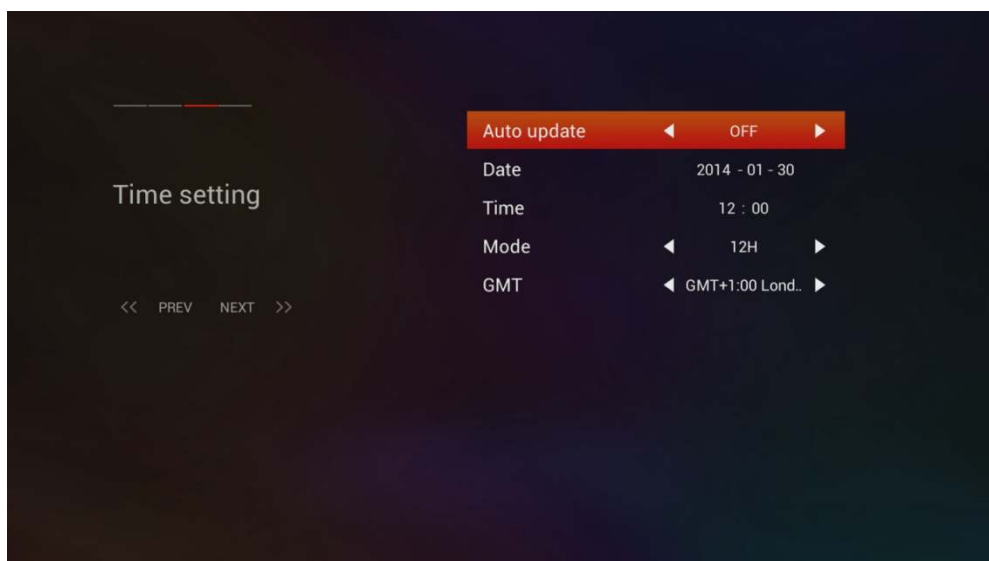 Time setting
<< PREV NEXT >>
Auto update OFF
Date 2014 - 01 - 30
Time 12 : 00
Mode 12H
GMT GMT+1:00 Lond..